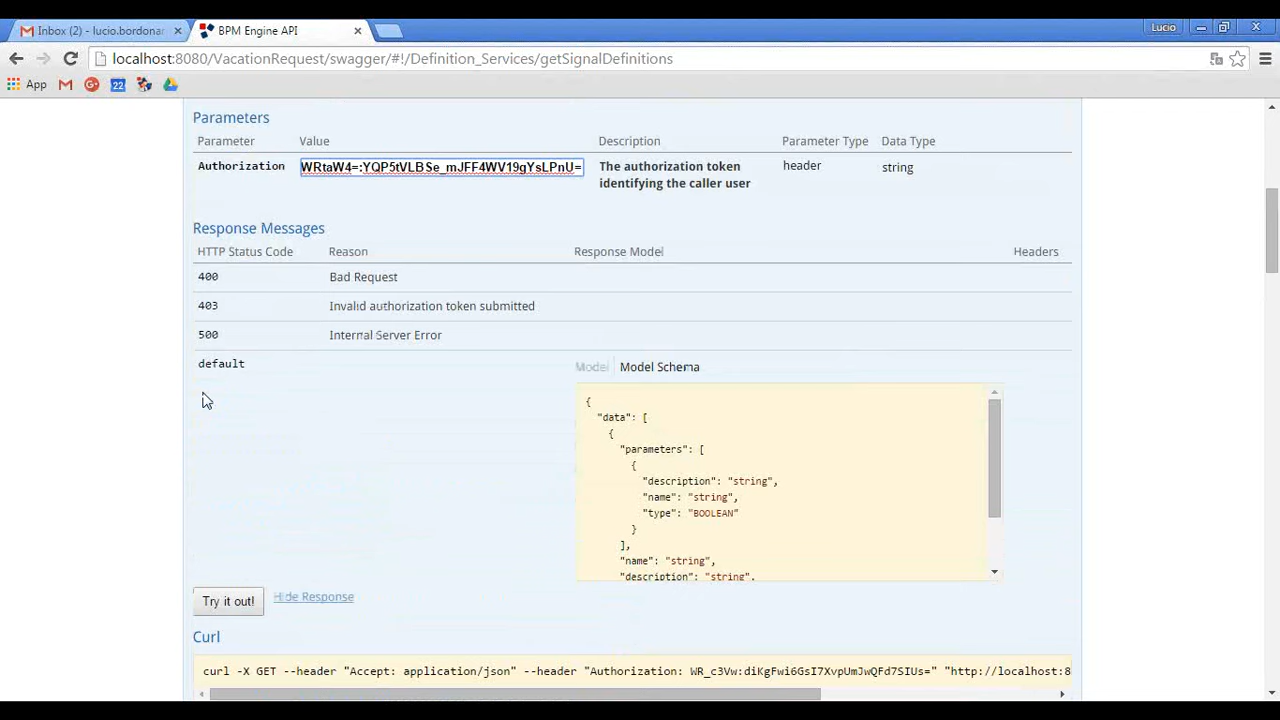 Inbox (2) - lucio.bordonar
BPM Engine API
Lucio
localhost:8080/VacationRequest/swagger/#!/Definition_Services/getSignalDefinitions
App
22
Parameters
Parameter Value Description Parameter Type Data Type
Authorization WRtaW4=:YQP5tVLBSe_mJFF4WV19gYsLPnU= The authorization token header string
identifying the caller user
Response Messages
HTTP Status Code Reason Response Model Headers
400 Bad Request
403 Invalid authorization token submitted
500 Internal Server Error
default Model Model Schema
{
"data": [
{
"parameters": [
{
"description": "string",
"name": "string",
"type": "BOOLEAN"
}
],
"name": "string",
"description": "string",
Try it out! Hide Response
Curl
curl -X GET --header "Accept: application/json" --header "Authorization: WR_c3Vw:diKgFwi6GsI7XvpUmJwQFd7SIUs=" "http://localhost:8